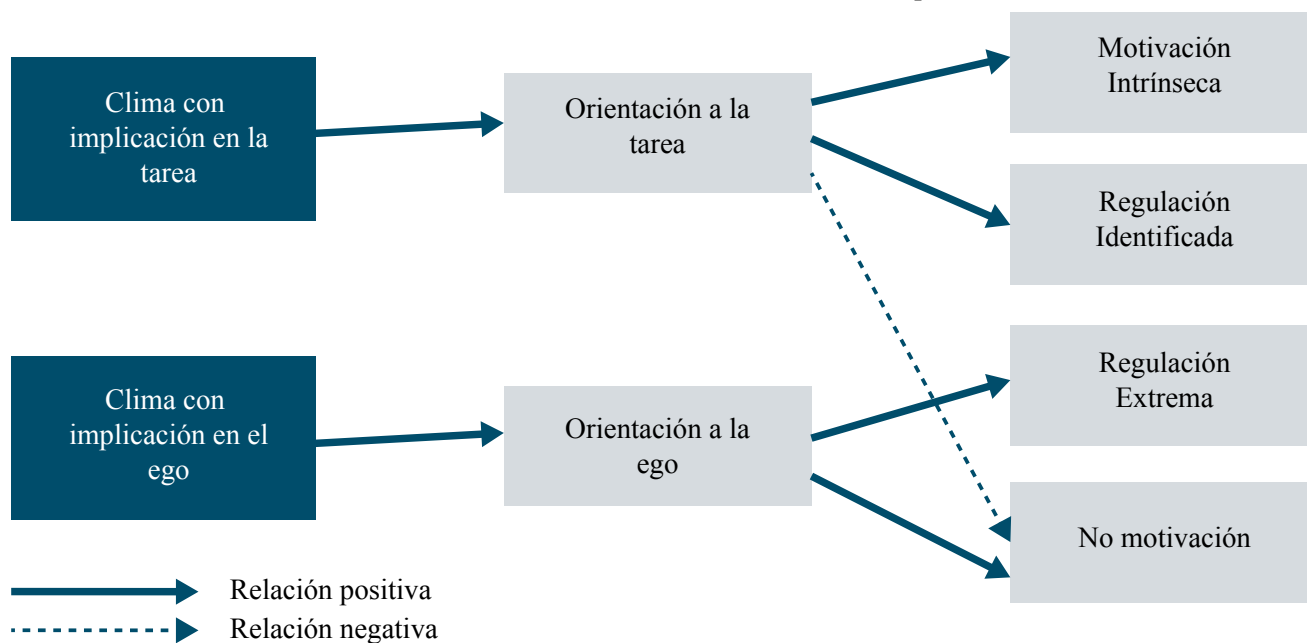 Clima con
implicación en la
tarea
Orientación a la
tarea
Motivación
Intrínseca
Regulación
Identificada
Clima con
implicación en el
ego
Orientación a la
ego
Regulación
Extrema
No motivación
Relación positiva
Relación negativa